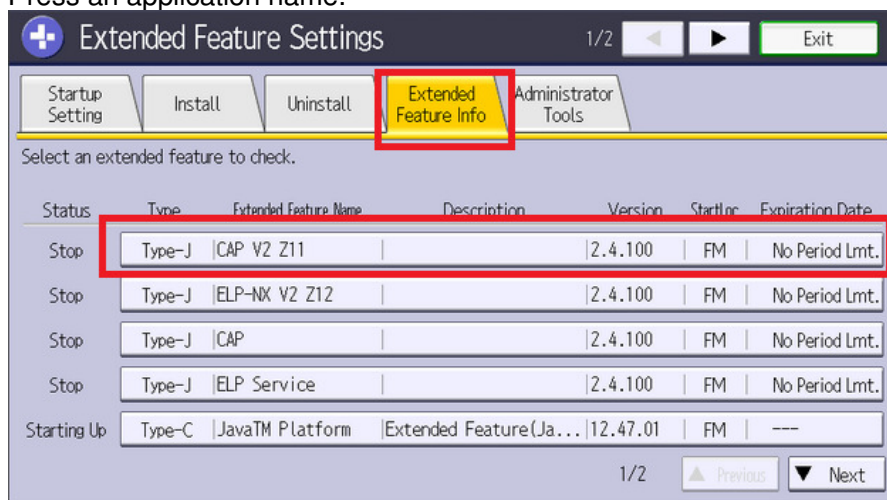 Press an application name.
Extended Feature Settings 1/2 Exit
Startup Setting Install Uninstall Extended Feature Info Administrator Tools
Select an extended feature to check.
Status Type Extended Feature Name Description Version StartLoc Expiration Date
Stop Type-J CAP V2 Z11 2.4.100 FM No Period Lmt.
Stop Type-J ELP-NX V2 Z12 2.4.100 FM No Period Lmt.
Stop Type-J CAP 2.4.100 FM No Period Lmt.
Stop Type-J ELP Service 2.4.100 FM No Period Lmt.
Starting Up Type-C JavaTM Platform Extended Feature(Ja... 12.47.01 FM ---
1/2 ▲ Previous ▼ Next